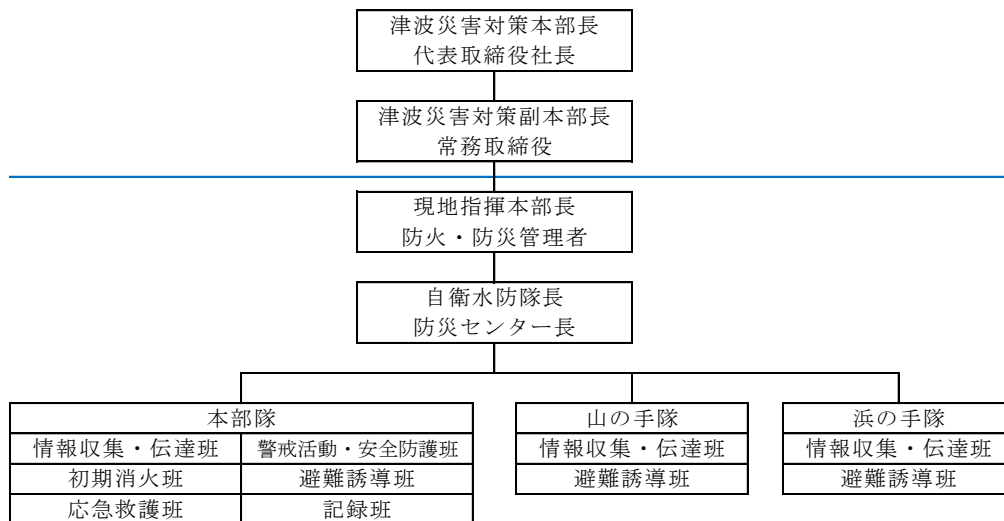 津波災害対策本部長
代表取締役社長
津波災害対策副本部長
常務取締役
現地指揮本部長
防火・防災管理者
自衛水防隊長
防災センター長
本部隊
情報収集・伝達班 警戒活動・安全防護班
初期消火班 避難誘導班
応急救護班 記録班
山の手隊
情報収集・伝達班
避難誘導班
浜の手隊
情報収集・伝達班
避難誘導班